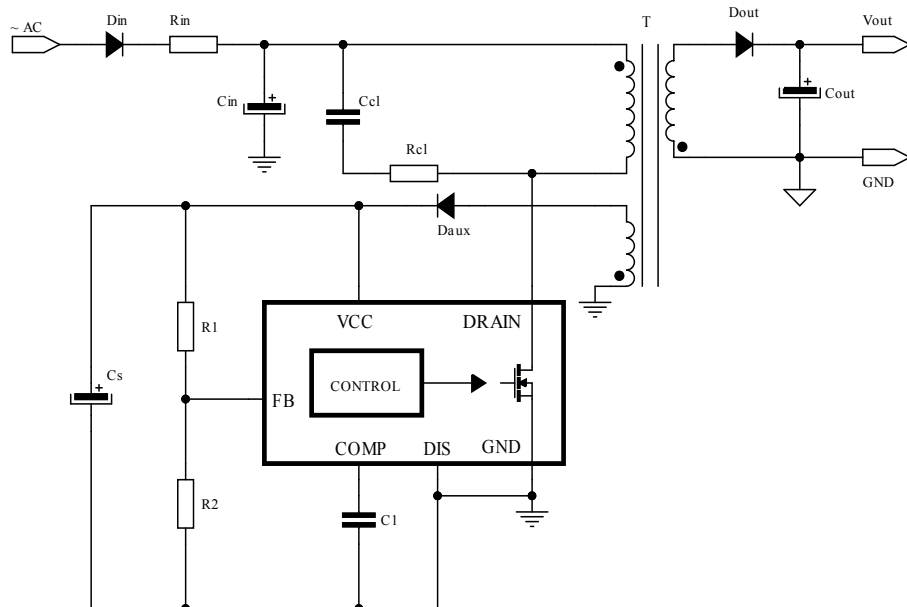 ~ AC
Din
Rin
T
Dout
Vout
Cin
+
Ccl
Rcl
+
Cout
GND
Daux
R1
VCC
DRAIN
CONTROL
Cs
+
FB
COMP
DIS
GND
R2
C1